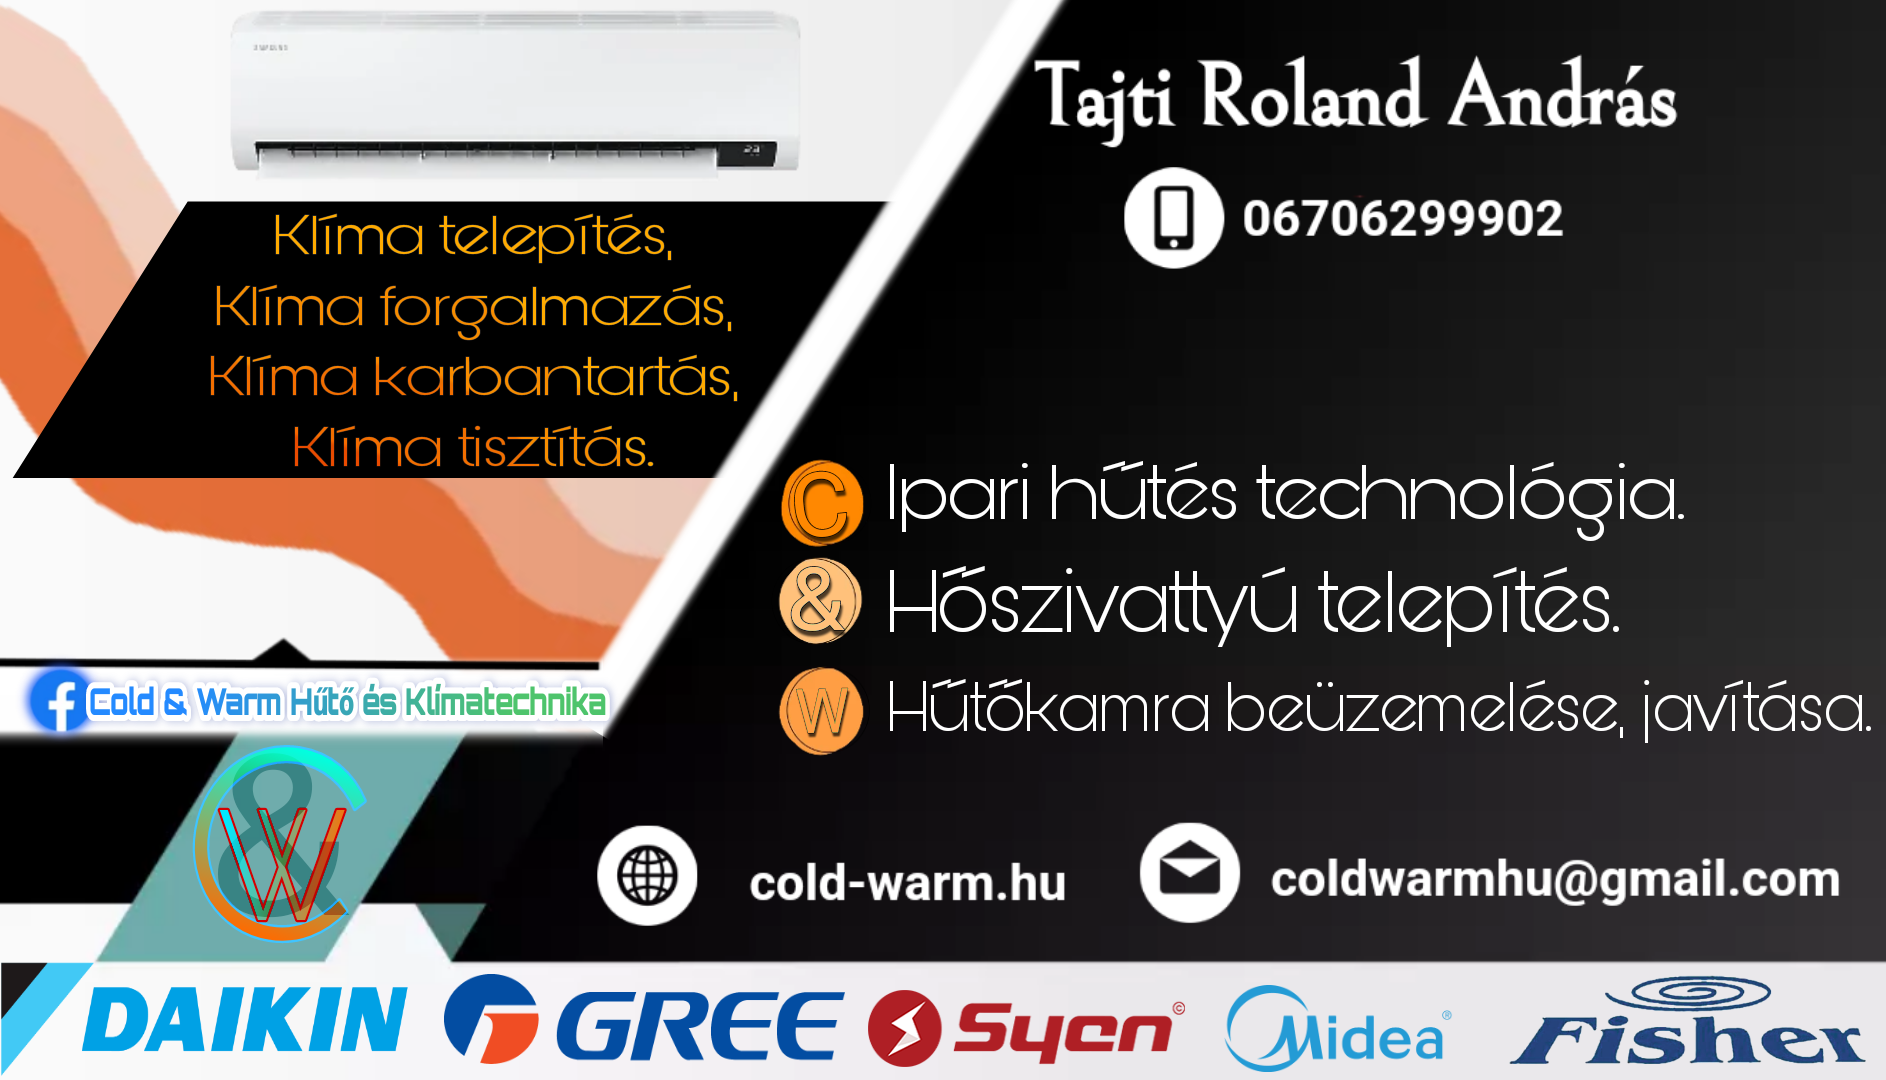 Tajti Roland András
06706299902
Klíma telepítés,
Klíma forgalmazás,
Klíma karbantartás,
Klíma tisztítás.
C Ipari hűtés technológia.
& Hőszivattyú telepítés.
W Hűtőkamra beüzemelése, javítása.
Cold & Warm Hűtő és Klímatechnika
C&W
cold-warm.hu
coldwarmhu@gmail.com
DAIKIN
GREE
Syen©
Midea®
Fisher